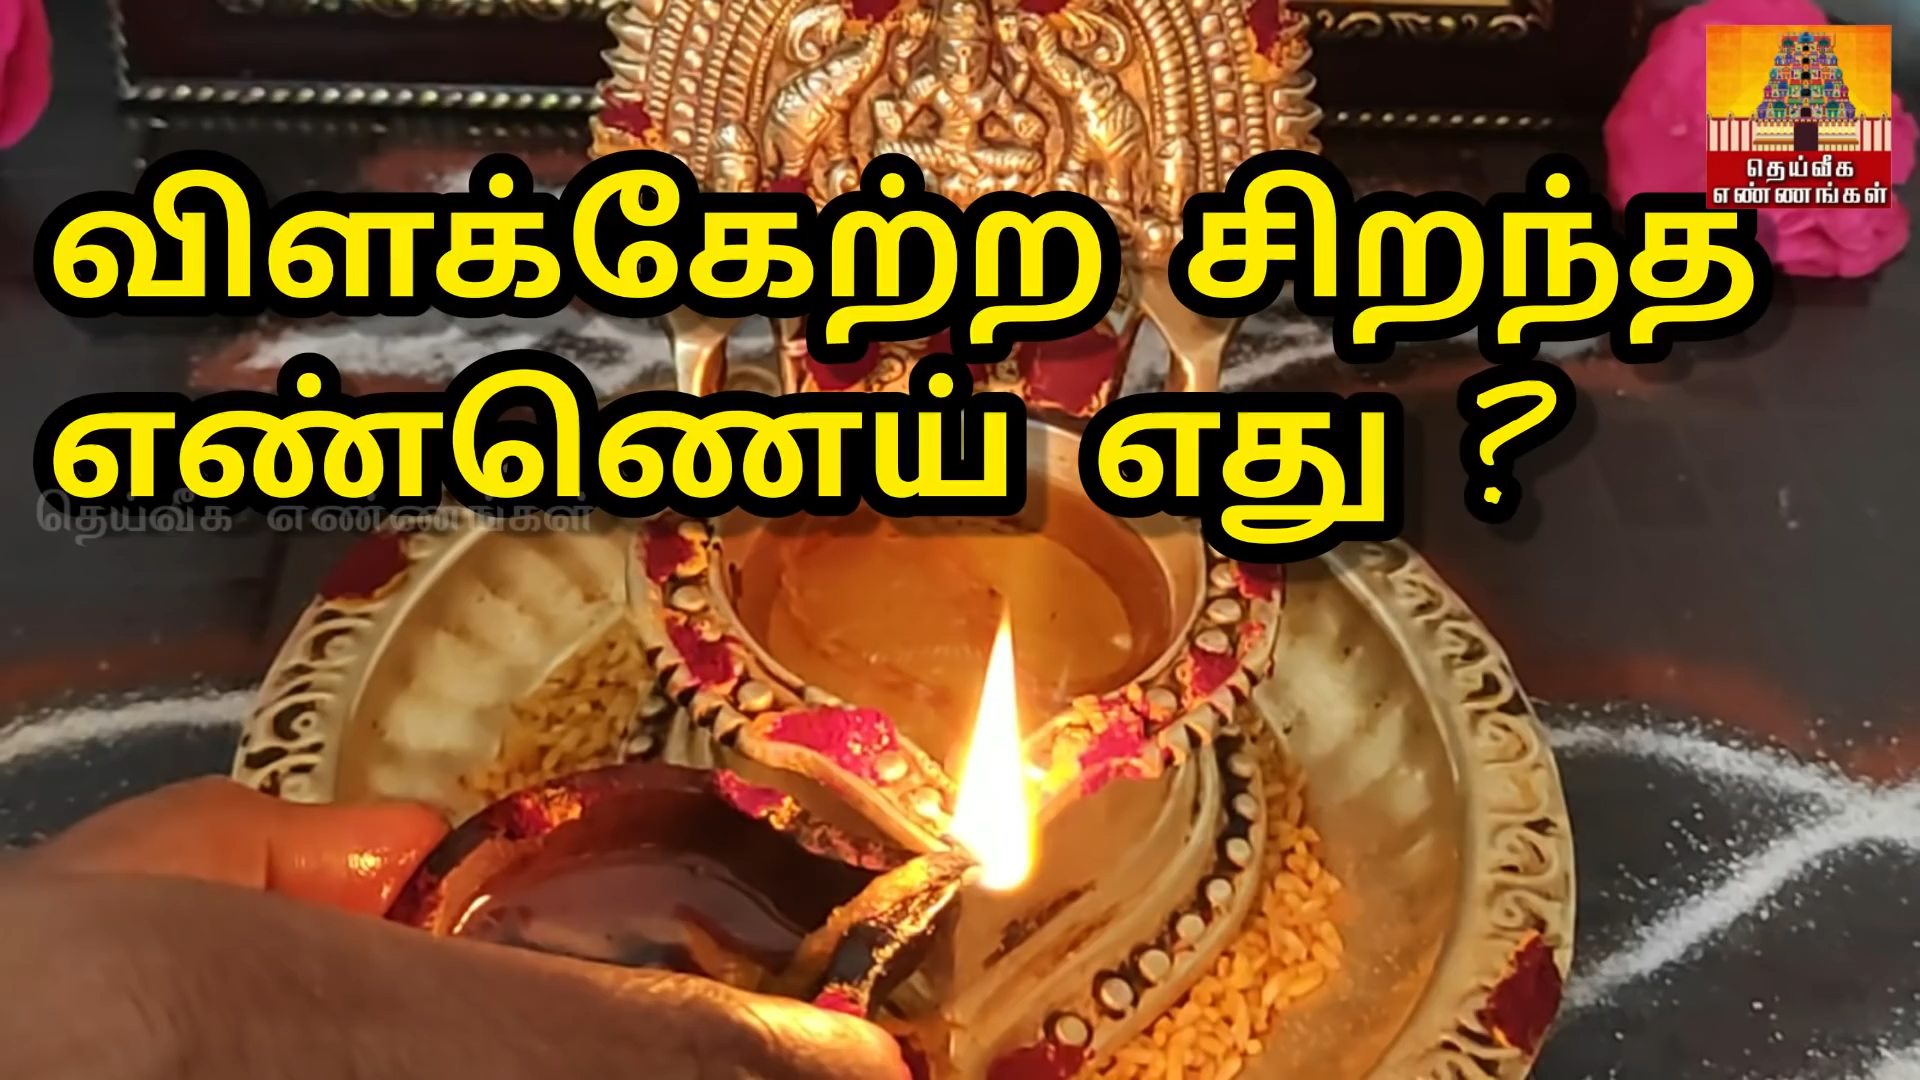 தெய்வீக
எண்ணங்கள்
விளக்கேற்ற சிறந்த
எண்ணெய் எது ?
தெய்வீக எண்ணங்கள்